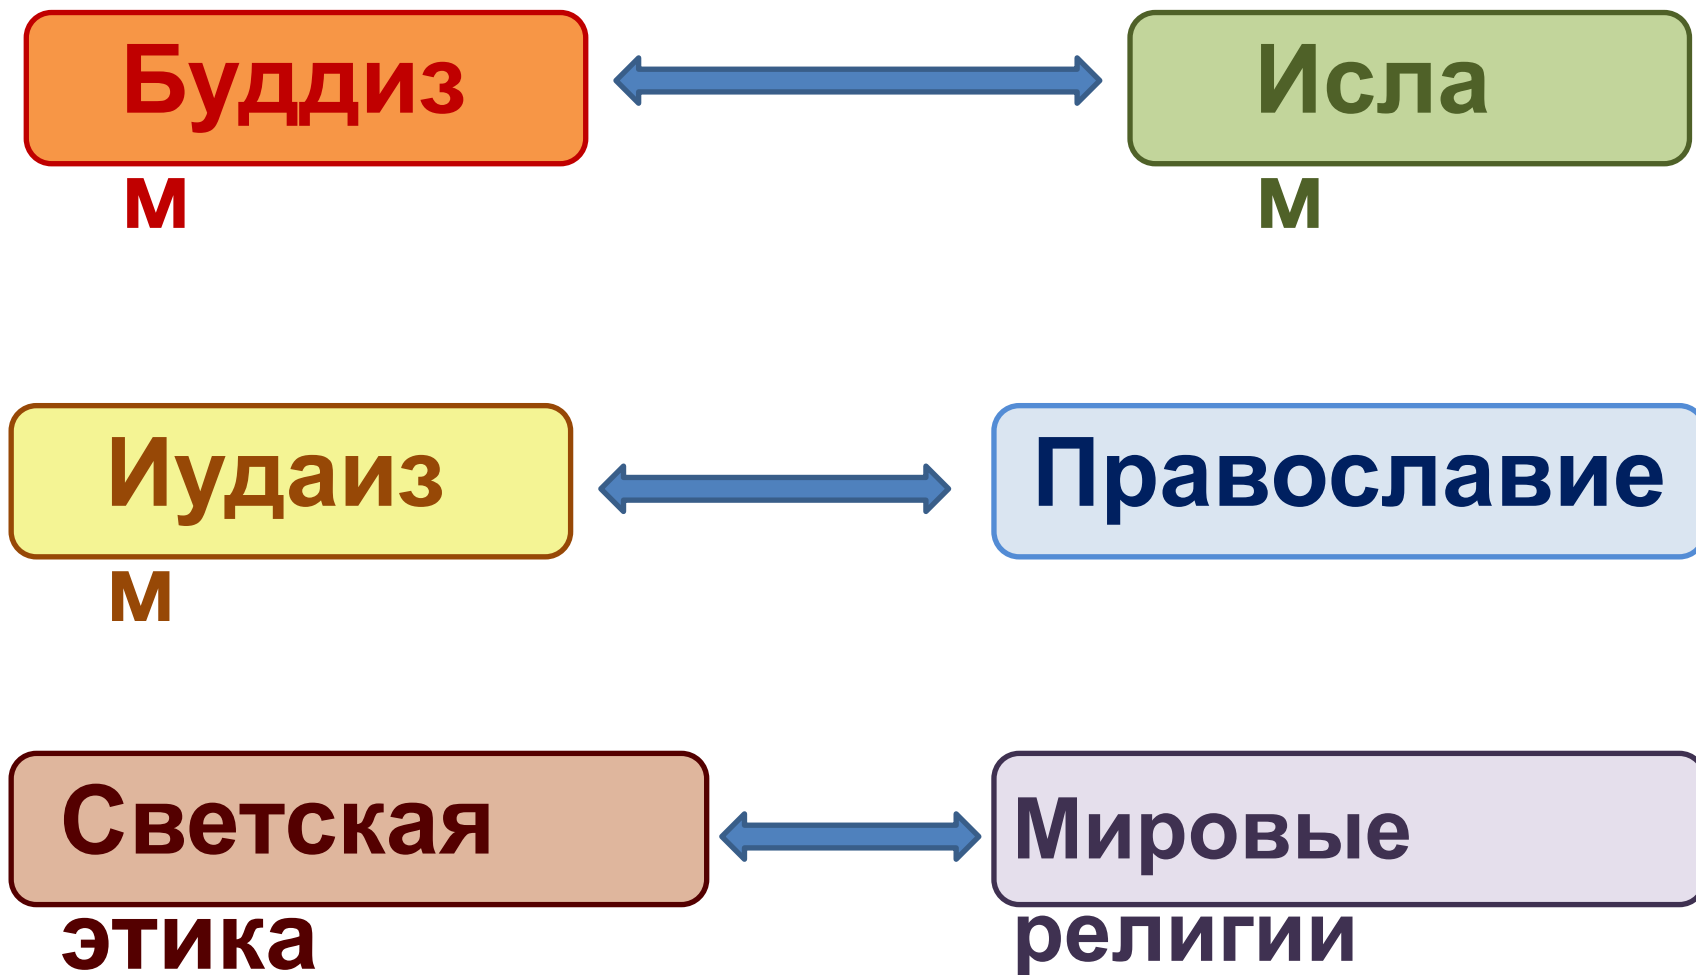 Буддиз
м
Исла
м
Иудаиз
м
Православие
Светская
этика
Мировые
религии